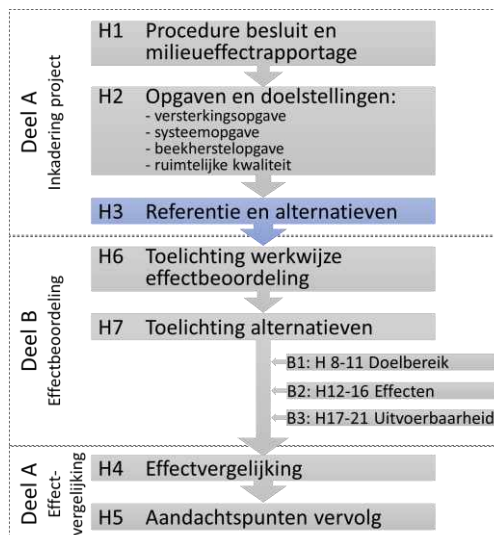 Deel A
Inkadering project
H1 Procedure besluit en
milieueffectrapportage
H2 Opgaven en doelstellingen:
- versterkingsopgave
- systeemopgave
- beekherstelopgave
- ruimtelijke kwaliteit
H3 Referentie en alternatieven
Deel B
Effectbeoordeling
H6 Toelichting werkwijze
effectbeoordeling
H7 Toelichting alternatieven
B1: H 8-11 Doelbereik
B2: H12-16 Effecten
B3: H17-21 Uitvoerbaarheid
Deel A
Effect-
vergelijking
H4 Effectvergelijking
H5 Aandachtspunten vervolg